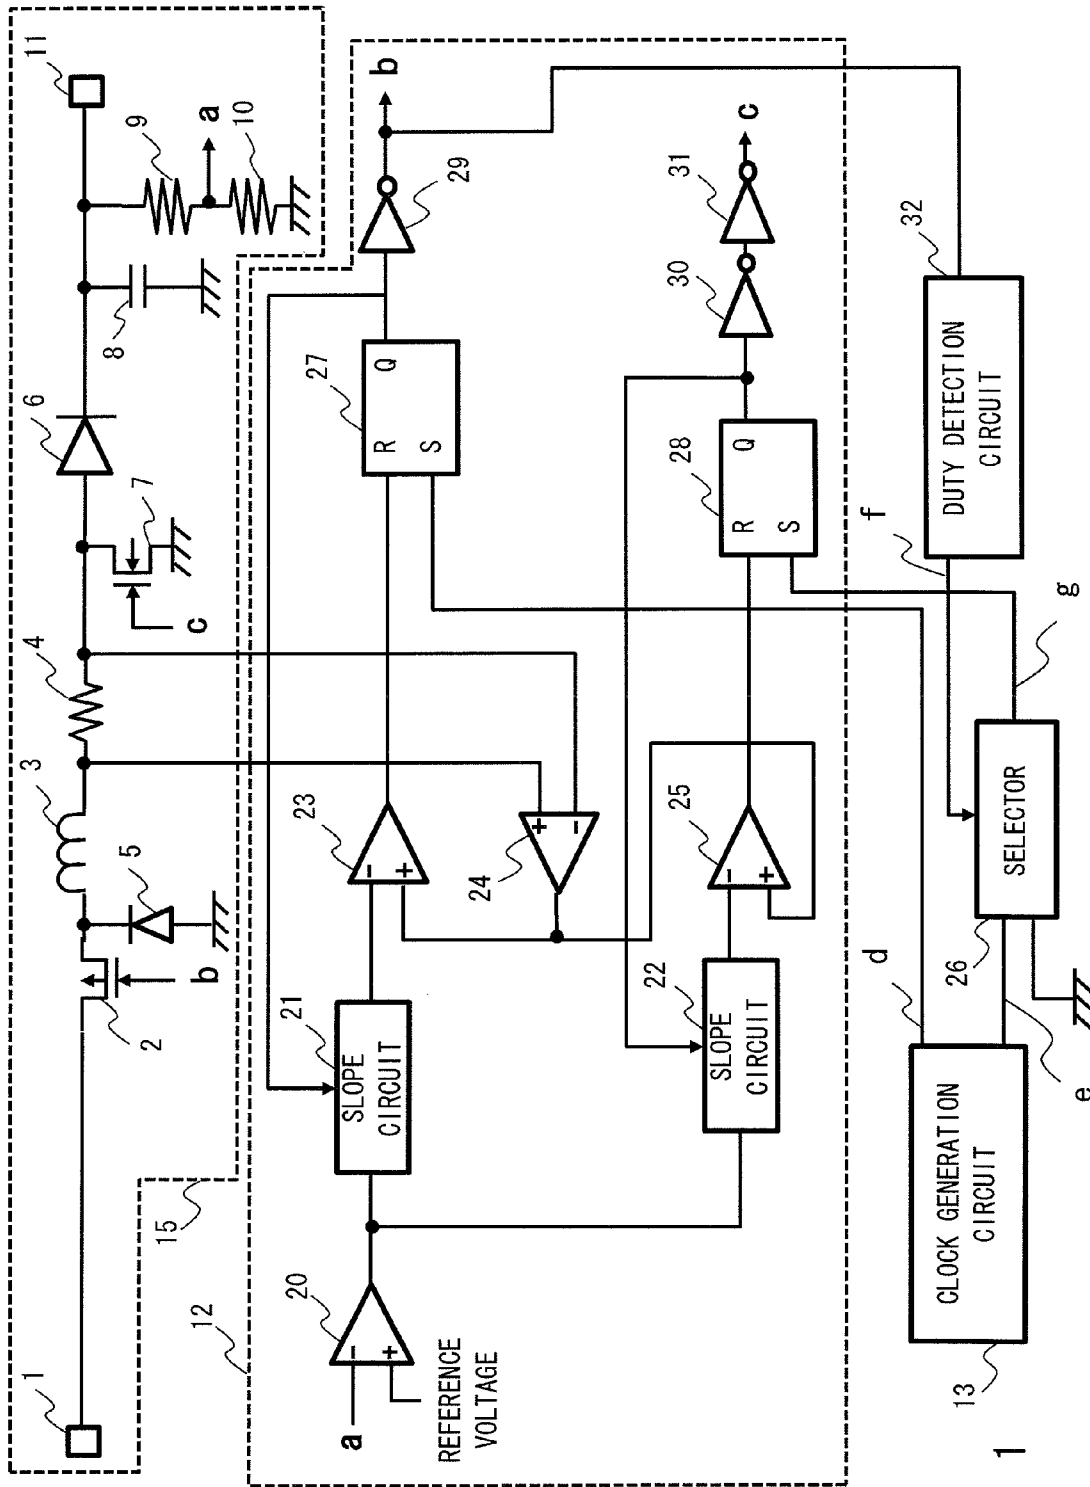 1
2
3
4
5
6
7
8
9
10
11
b
c
a
15
12
a
REFERENCE
VOLTAGE
20
21
SLOPE
CIRCUIT
22
SLOPE
CIRCUIT
23
24
25
-
+
-
+
+
-
-
+
27
R Q
S
28
R Q
S
29
b
30
31
c
32
DUTY DETECTION
CIRCUIT
f
g
SELECTOR
26
d
e
CLOCK GENERATION
CIRCUIT
13
1